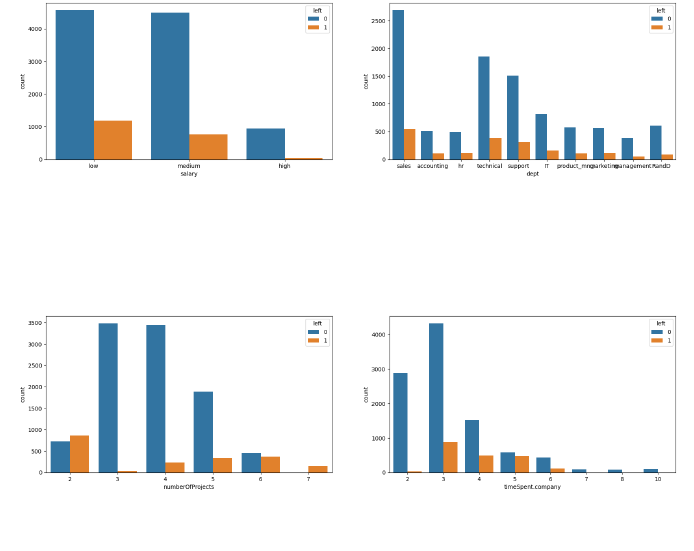 left
0
1
4000
3000
2000
1000
0
count
low
medium
high
salary
left
0
1
2500
2000
1500
1000
500
0
count
sales
accounting
hr
technical
support
IT
product_mng
marketing
management
RandD
dept
left
0
1
3500
3000
2500
2000
1500
1000
500
0
count
2
3
4
5
6
7
numberOfProjects
left
0
1
4000
3000
2000
1000
0
count
2
3
4
5
6
7
8
10
timeSpent.company